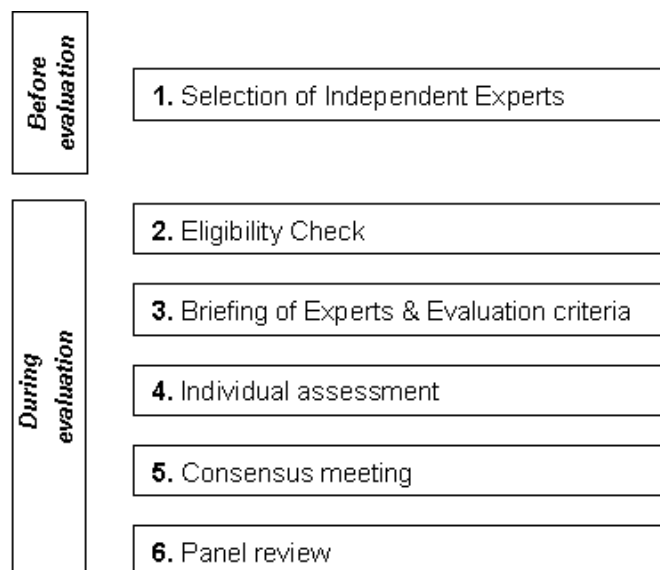 Before
evaluation
1. Selection of Independent Experts
During
evaluation
2. Eligibility Check
3. Briefing of Experts & Evaluation criteria
4. Individual assessment
5. Consensus meeting
6. Panel review